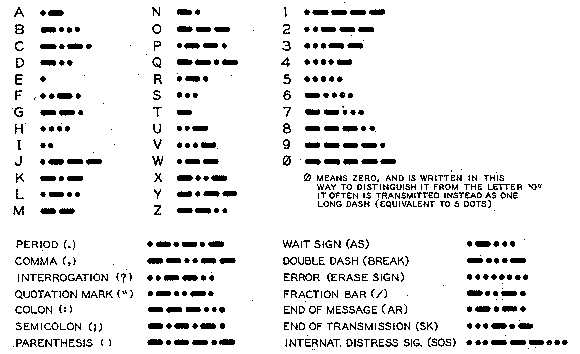 A
B
C
D
E
F
G
H
I
J
K
L
M
N
O
P
Q
R
S
T
U
V
W
X
Y
Z
1
2
3
4
5
6
7
8
9
Ø
Ø MEANS ZERO, AND IS WRITTEN IN THIS
WAY TO DISTINGUISH IT FROM THE LETTER "O"
IT OFTEN IS TRANSMITTED INSTEAD AS ONE
LONG DASH (EQUIVALENT TO 5 DOTS)
PERIOD (.)
COMMA (,)
INTERROGATION (?)
QUOTATION MARK (")
COLON (:)
SEMICOLON (;)
PARENTHESIS ( )
WAIT SIGN (AS)
DOUBLE DASH (BREAK)
ERROR (ERASE SIGN)
FRACTION BAR (/)
END OF MESSAGE (AR)
END OF TRANSMISSION (SK)
INTERNAT. DISTRESS SIG. (SOS)